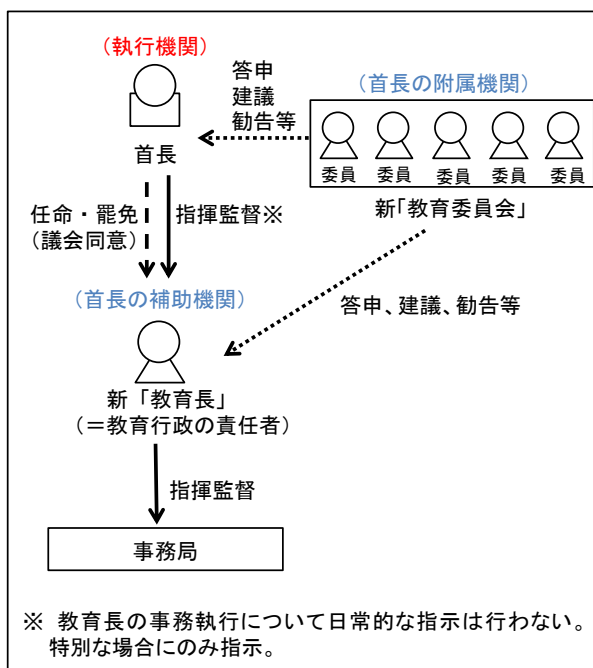 (執行機関)
首長
答申
建議
勧告等
(首長の附属機関)
委員 委員 委員 委員 委員
新「教育委員会」
任命・罷免
(議会同意)
指揮監督※
(首長の補助機関)
答申、建議、勧告等
新「教育長」
(=教育行政の責任者)
指揮監督
事務局
※ 教育長の事務執行について日常的な指示は行わない。
特別な場合にのみ指示。